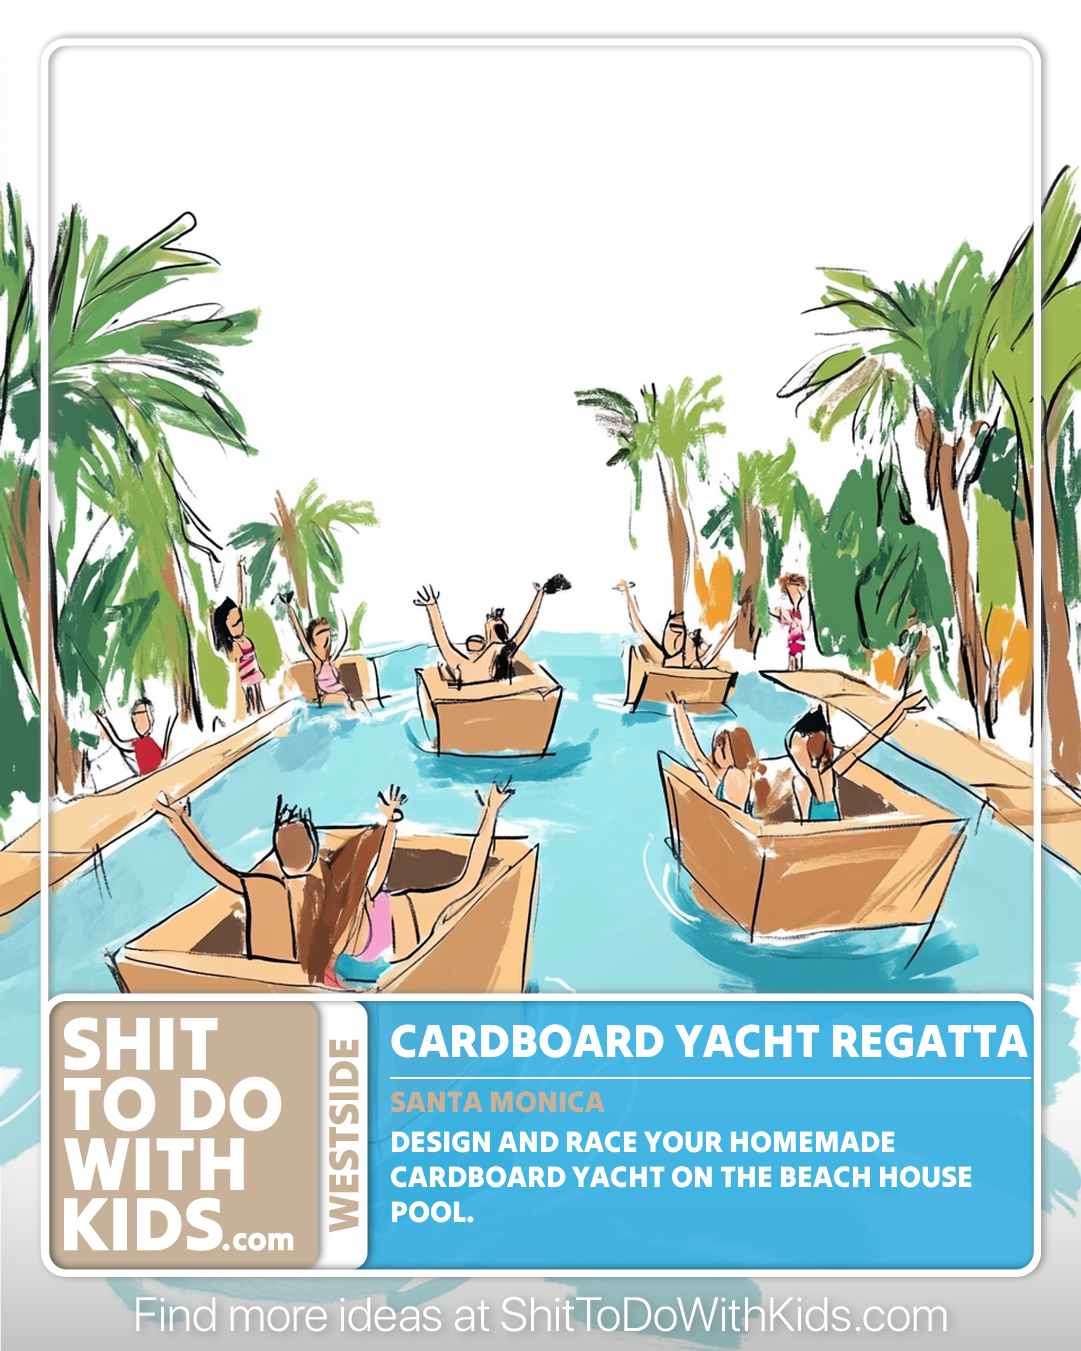 SHIT
TO DO
WITH
KIDS.com
WESTSIDE
CARDBOARD YACHT REGATTA
SANTA MONICA
DESIGN AND RACE YOUR HOMEMADE
CARDBOARD YACHT ON THE BEACH HOUSE
POOL.
Find more ideas at ShitToDoWithKids.com